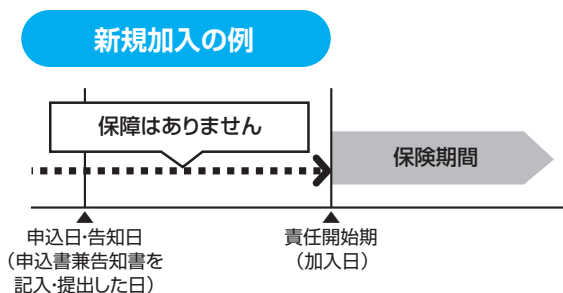 新規加入の例
保障はありません
保険期間
申込日・告知日
（申込書兼告知書を
記入・提出した日）
責任開始期
（加入日）